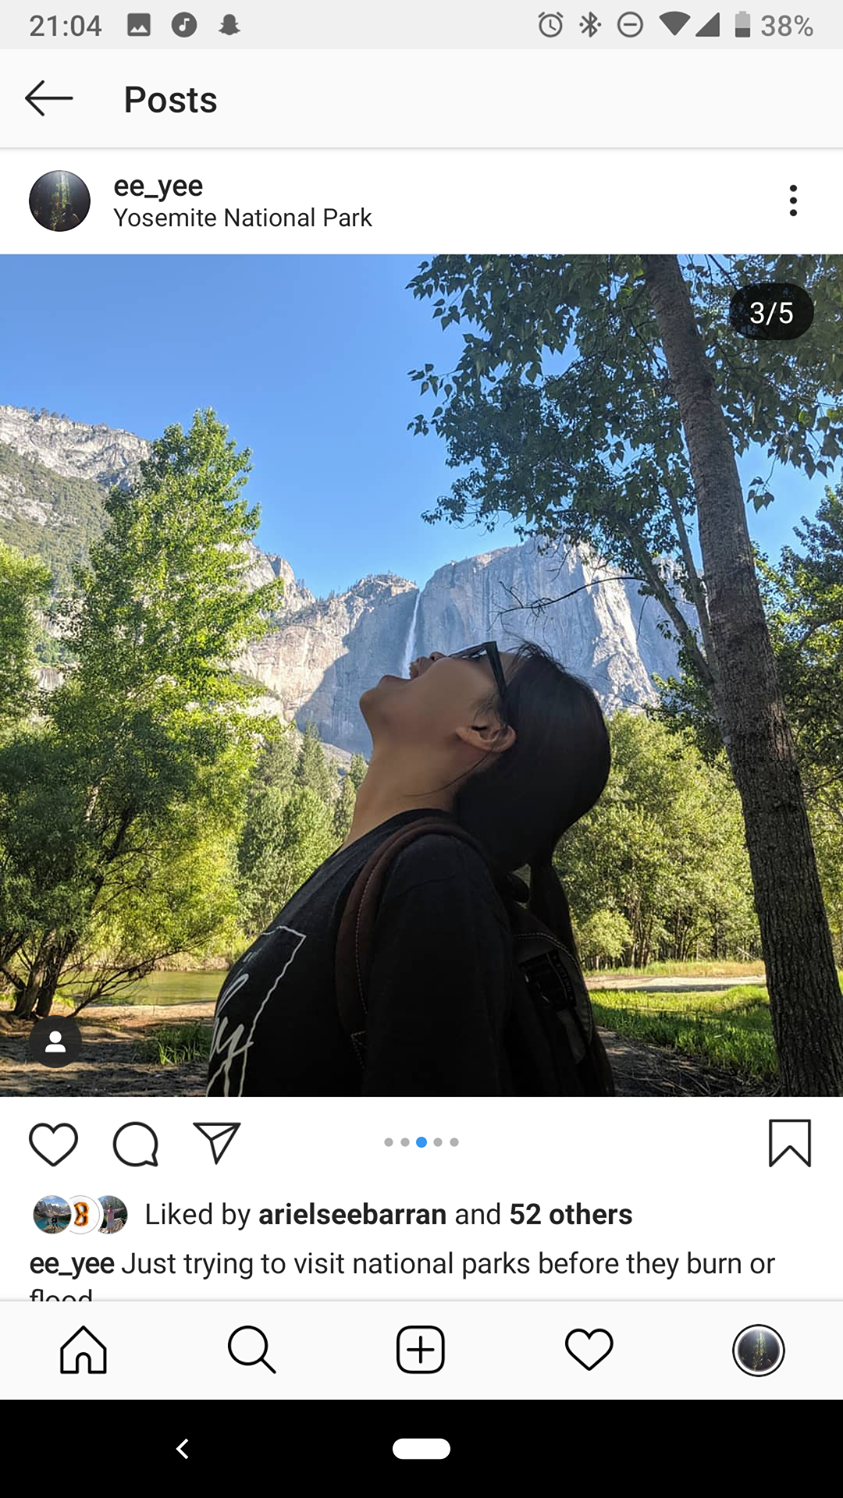 21:04 38%
Posts
ee_yee
Yosemite National Park
3/5
Liked by arielseebarran and 52 others
ee_yee Just trying to visit national parks before they burn or
flood